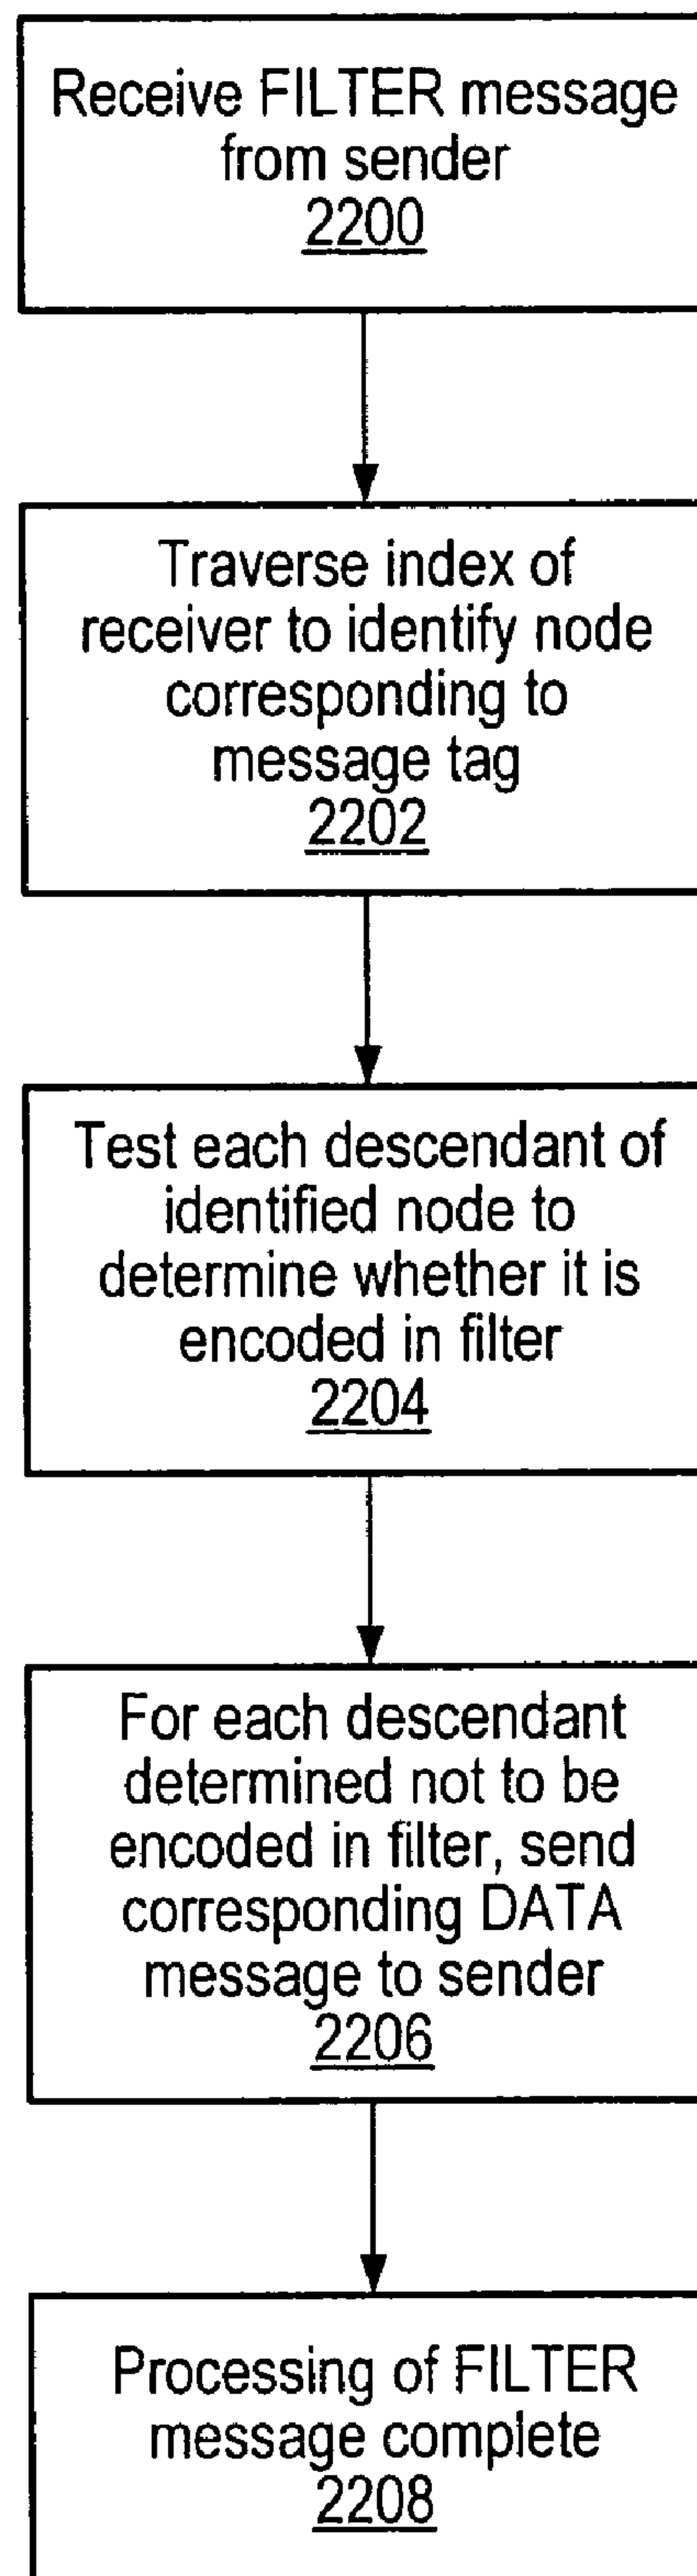 Receive FILTER message
from sender
2200
Traverse index of
receiver to identify node
corresponding to
message tag
2202
Test each descendant of
identified node to
determine whether it is
encoded in filter
2204
For each descendant
determined not to be
encoded in filter, send
corresponding DATA
message to sender
2206
Processing of FILTER
message complete
2208